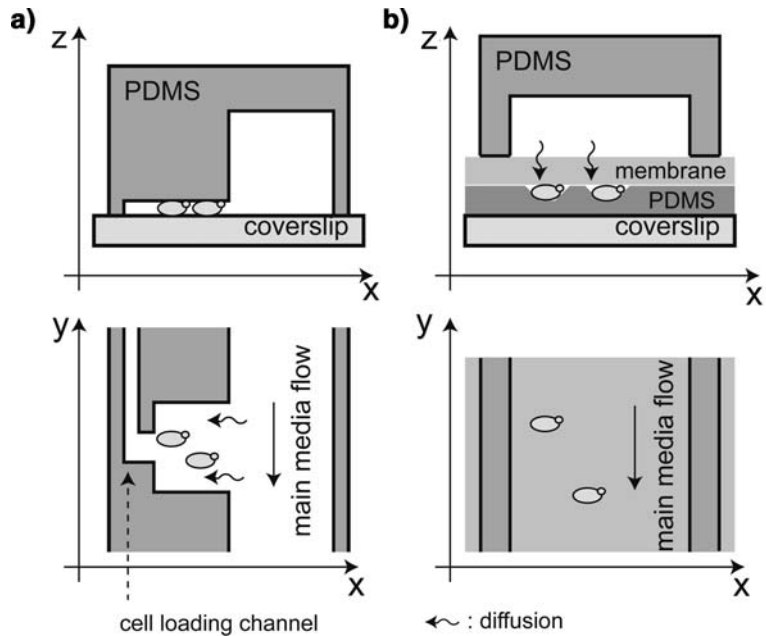 a)
z
PDMS
coverslip
x
b)
z
PDMS
membrane
PDMS
coverslip
x
y
main media flow
x
cell loading channel
y
main media flow
x
: diffusion